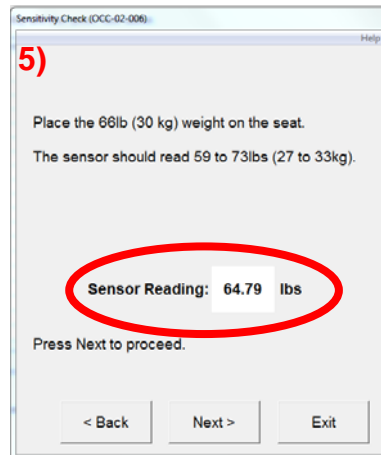 Sensitivity Check (OCC-02-006)
Help
5)
Place the 66lb (30 kg) weight on the seat.
The sensor should read 59 to 73lbs (27 to 33kg).
Sensor Reading: 64.79 lbs
Press Next to proceed.
< Back Next > Exit